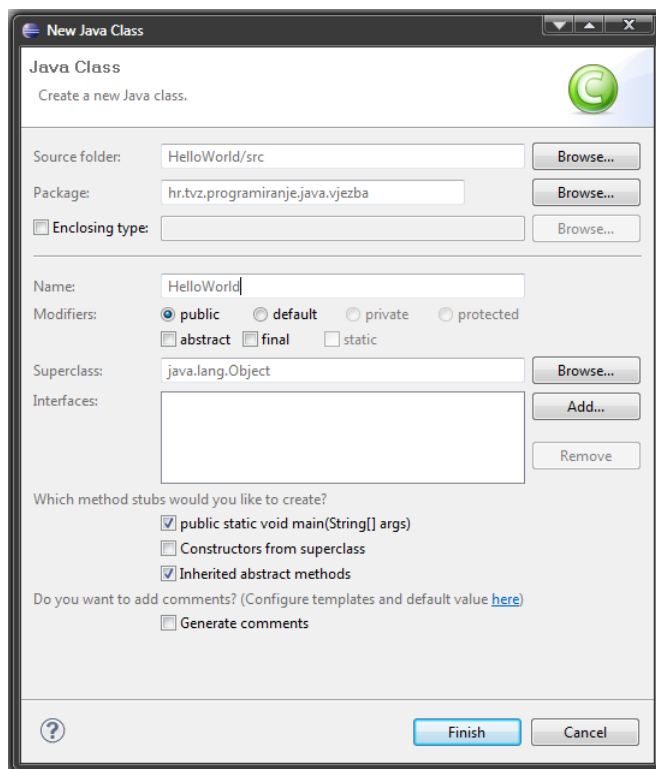 New Java Class
Java Class
Create a new Java class.
Source folder: HelloWorld/src Browse...
Package: hr.tvz.programiranje.java.vjezba Browse...
Enclosing type: Browse...
Name: HelloWorld
Modifiers: public default private protected
abstract final static
Superclass: java.lang.Object Browse...
Interfaces: Add...
Remove
Which method stubs would you like to create?
public static void main(String[] args)
Constructors from superclass
Inherited abstract methods
Do you want to add comments? (Configure templates and default value here)
Generate comments
? Finish Cancel